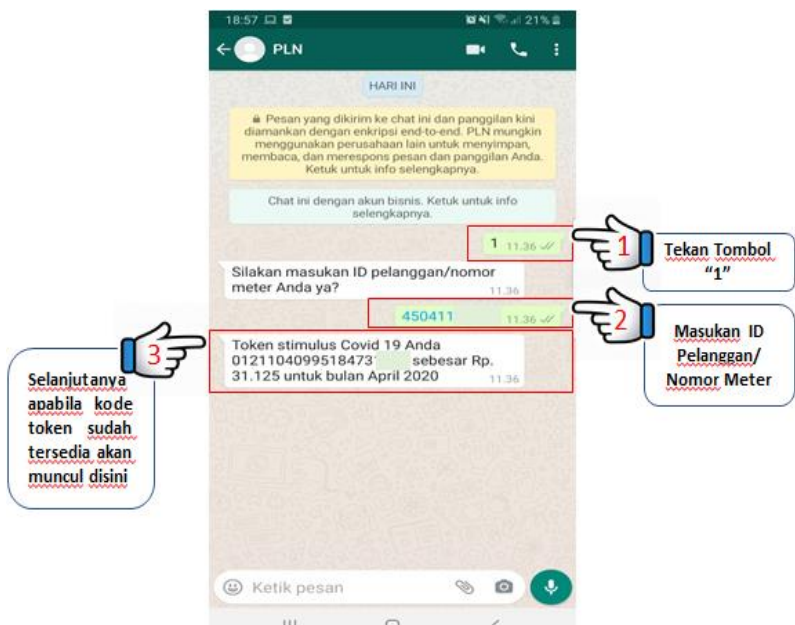 18:57
21%
PLN
HARI INI
Pesan yang dikirim ke chat ini dan panggilan kini
diamankan dengan enkripsi end-to-end. PLN mungkin
menggunakan perusahaan lain untuk menyimpan,
membaca, dan merespons pesan dan panggilan Anda.
Ketuk untuk info selengkapnya.
Chat ini dengan akun bisnis. Ketuk untuk info
selengkapnya.
1 11.36
1
Tekan Tombol
“1”
Silakan masukan ID pelanggan/nomor
meter Anda ya?
11.36
450411 11.36
2
Masukan ID
Pelanggan/
Nomor Meter
3
Token stimulus Covid 19 Anda
01211040995184731 sebesar Rp.
31.125 untuk bulan April 2020
11.36
Selanjutanya
apabila kode
token sudah
tersedia akan
muncul disini
Ketik pesan